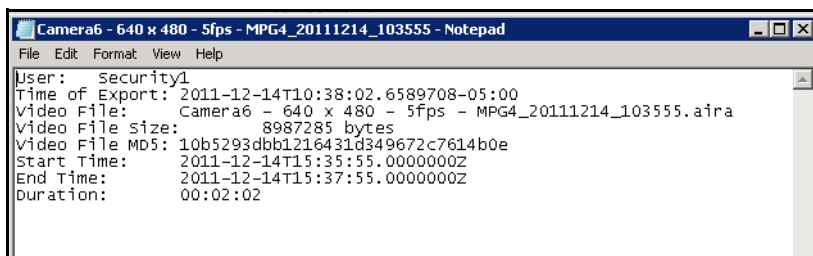 Camera6 - 640 x 480 - 5fps - MPG4_20111214_103555 - Notepad
File Edit Format View Help
User: Security1
Time of Export: 2011-12-14T10:38:02.6589708-05:00
Video File: Camera6 - 640 x 480 - 5fps - MPG4_20111214_103555.aira
Video File Size: 8987285 bytes
Video File MD5: 10b5293dbb1216431d349672c7614b0e
Start Time: 2011-12-14T15:35:55.0000000Z
End Time: 2011-12-14T15:37:55.0000000Z
Duration: 00:02:02